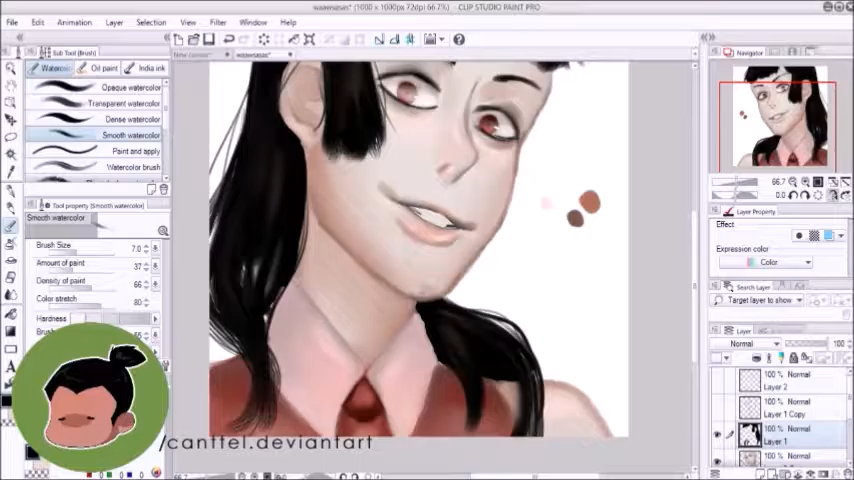 waaensasas* (1000 x 1000px 72dpi 66.7%) - CLIP STUDIO PAINT PRO
File Edit Animation Layer Selection View Filter Window Help
Sub Tool [Brush]
Navigator
Watercol
Oil paint
India ink
Opaque watercolor
Transparent watercolor
Dense watercolor
Smooth watercolor
Paint and apply
Watercolor brush
66.7
0.0
Tool property [Smooth watercolor]
Smooth watercolor
Layer Property
Effect
Brush Size 7.0
Amount of paint 37
Density of paint 66
Color stretch 80
Hardness
Expression color
Color
Search Layer
Target layer to show
Layer
Normal 100
100 % Normal
Layer 2
100 % Normal
Layer 1 Copy
100 % Normal
Layer 1
100 % Normal
/canttel.deviantart